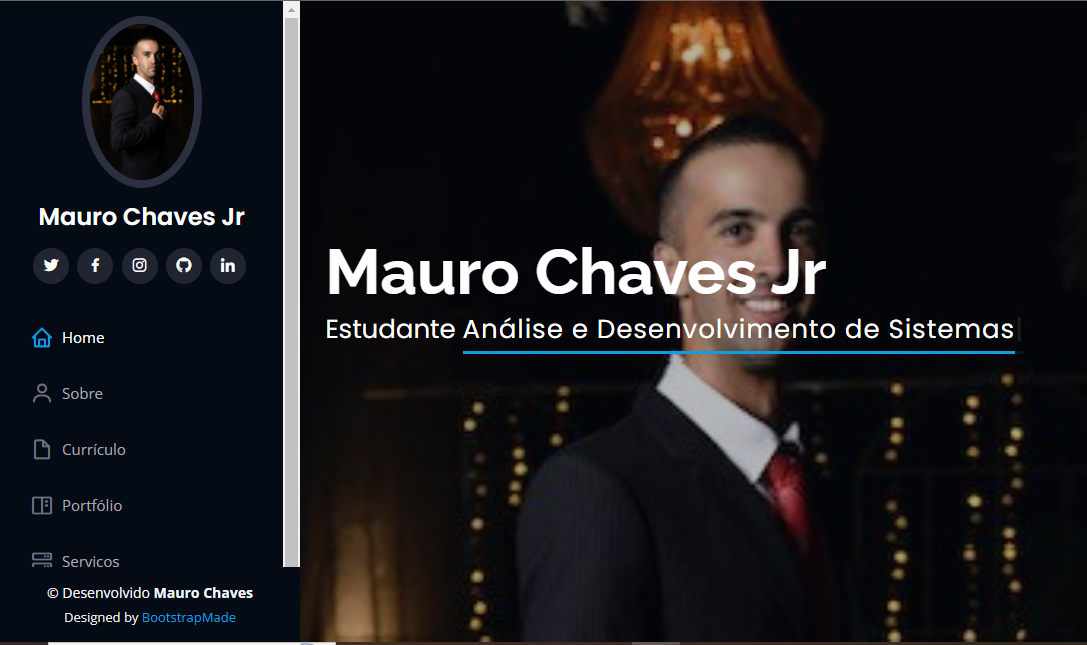 Mauro Chaves Jr
Home
Sobre
Currículo
Portfólio
Servicos
© Desenvolvido Mauro Chaves
Designed by BootstrapMade
Mauro Chaves Jr
Estudante Análise e Desenvolvimento de Sistemas